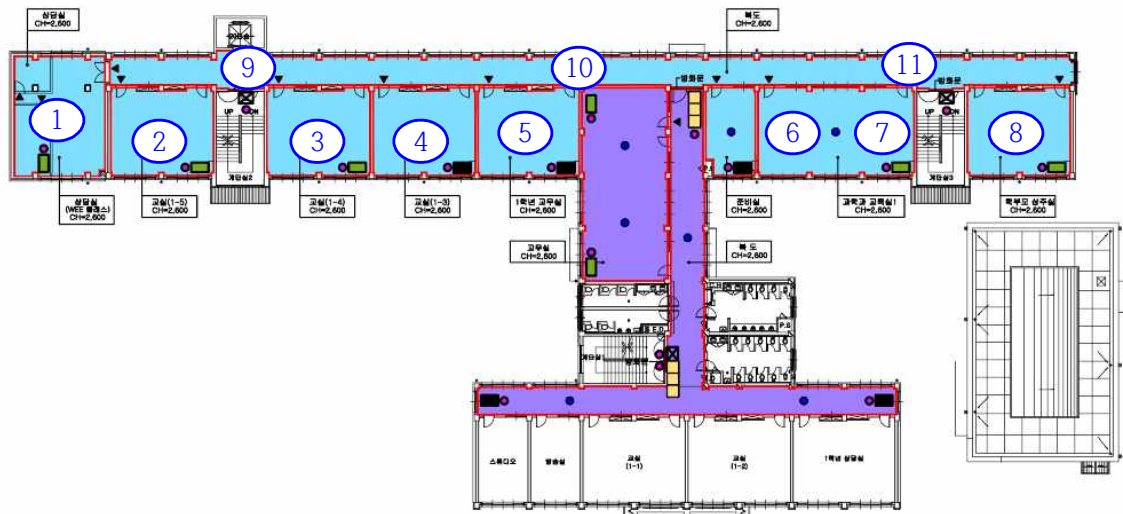 상담실
CH=2,600
복도
CH=2,600
9
10
11
방화문
방화문
1
2
3
4
5
6
7
8
UP
DN
UP
DN
계단실2
계단실3
상담실
(WEE 클래스)
CH=2,600
교실(1-5)
CH=2,600
교실(1-4)
CH=2,600
교실(1-3)
CH=2,600
1학년 교무실
CH=2,600
준비실
CH=2,600
과학과 교육실1
CH=2,600
학부모 상주실
CH=2,600
교무실
CH=2,600
복 도
CH=2,600
P.S
계단실1
방화문
스튜디오
방송실
교실
(1-1)
교실
(1-2)
1학년 상담실